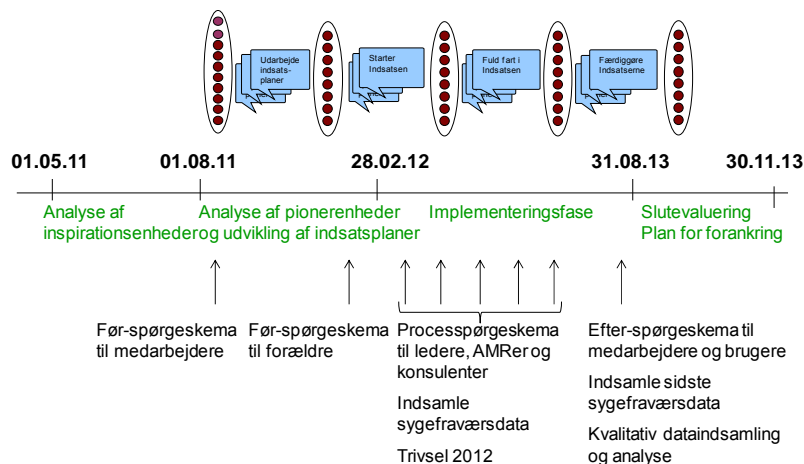 Udarbejde
indsats-
planer
Starter
Indsatsen
Fuld fart i
Indsatsen
Færdiggøre
Indsatserne
01.05.11
01.08.11
28.02.12
31.08.13
30.11.13
Analyse af
inspirationsenheder
Analyse af pionerenheder
og udvikling af indsatsplaner
Implementeringsfase
Slutevaluering
Plan for forankring
Før-spørgeskema
til medarbejdere
Før-spørgeskema
til forældre
Processpørgeskema
til ledere, AMRer og
konsulenter
Indsamle
sygefraværsdata
Trivsel 2012
Efter-spørgeskema til
medarbejdere og brugere
Indsamle sidste
sygefraværsdata
Kvalitativ dataindsamling
og analyse